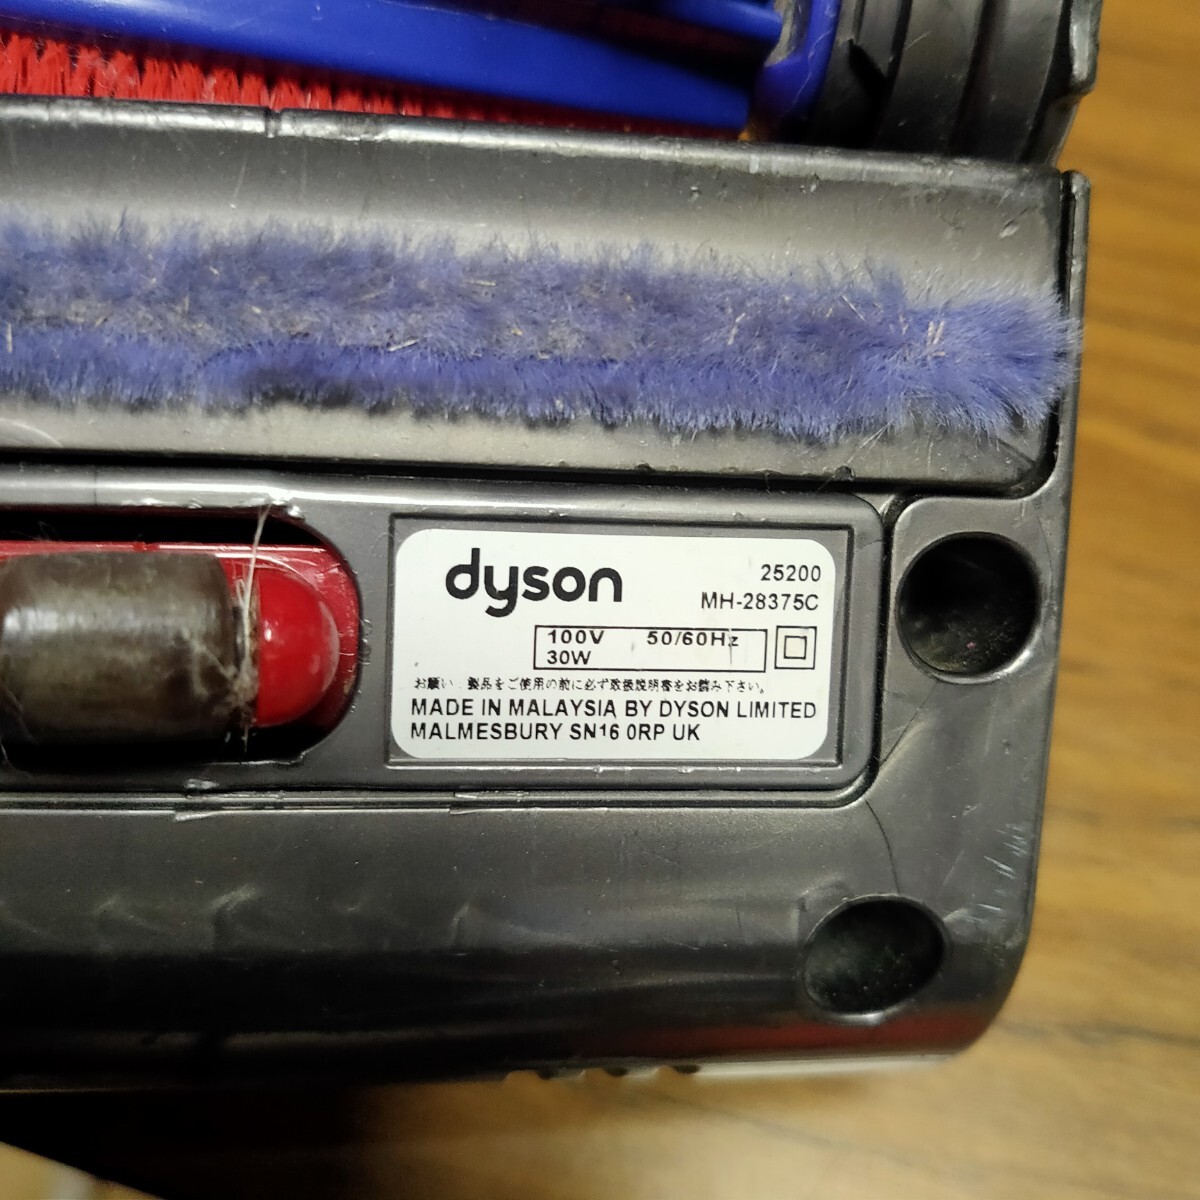 dyson
25200
MH-28375C
100V 50/60Hz
30W
お願い 製品をご使用の前に必ず取扱説明書をお読み下さい。
MADE IN MALAYSIA BY DYSON LIMITED
MALMESBURY SN16 0RP UK